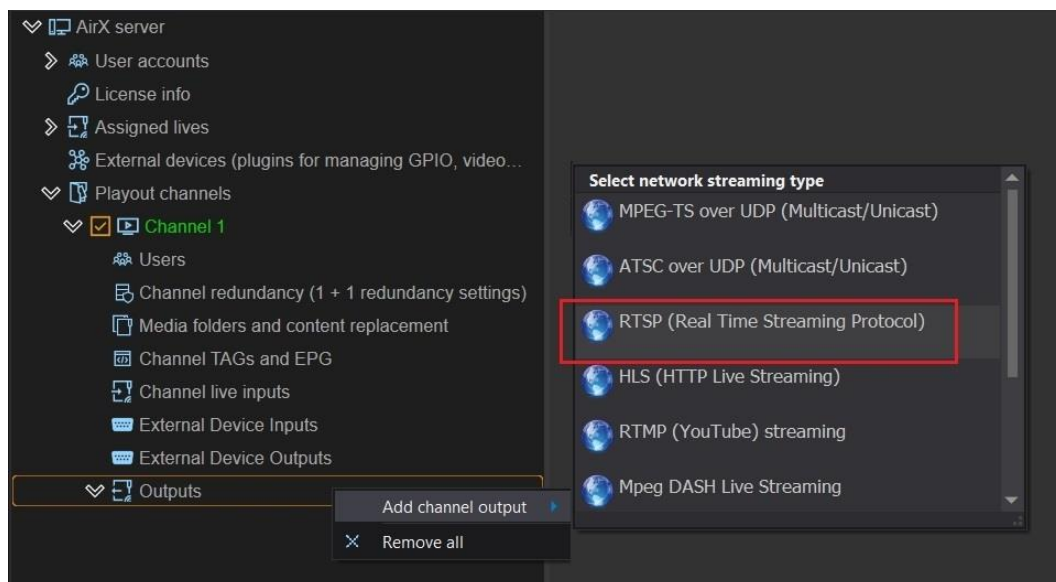 AirX server
User accounts
License info
Assigned lives
External devices (plugins for managing GPIO, video...
Playout channels
Channel 1
Users
Channel redundancy (1 + 1 redundancy settings)
Media folders and content replacement
Channel TAGs and EPG
Channel live inputs
External Device Inputs
External Device Outputs
Outputs
Add channel output
Remove all
Select network streaming type
MPEG-TS over UDP (Multicast/Unicast)
ATSC over UDP (Multicast/Unicast)
RTSP (Real Time Streaming Protocol)
HLS (HTTP Live Streaming)
RTMP (YouTube) streaming
Mpeg DASH Live Streaming